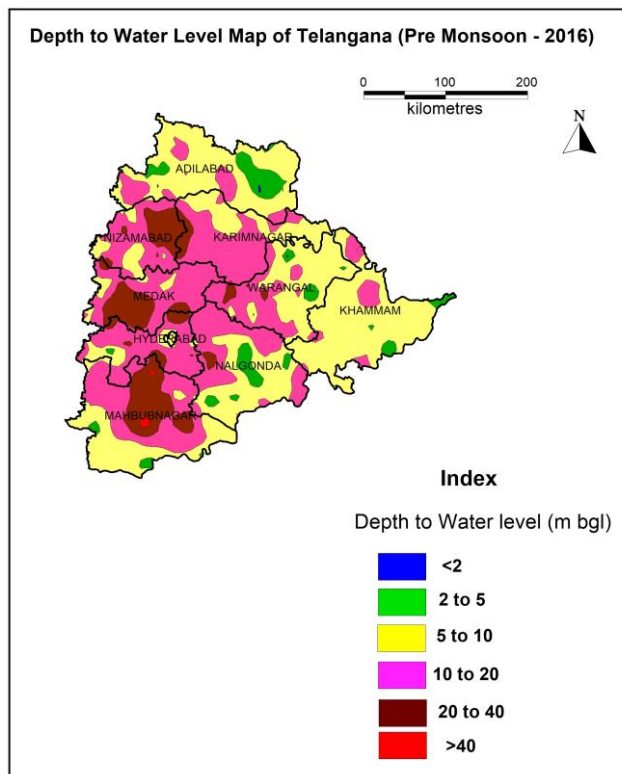 Depth to Water Level Map of Telangana (Pre Monsoon - 2016)
0 100 200
kilometres
N
ADILABAD
NIZAMABAD
KARIMNAGAR
MEDAK
WARANGAL
KHAMMAM
HYDERABAD
NALGONDA
MAHBUBNAGAR
Index
Depth to Water level (m bgl)
<2
2 to 5
5 to 10
10 to 20
20 to 40
>40